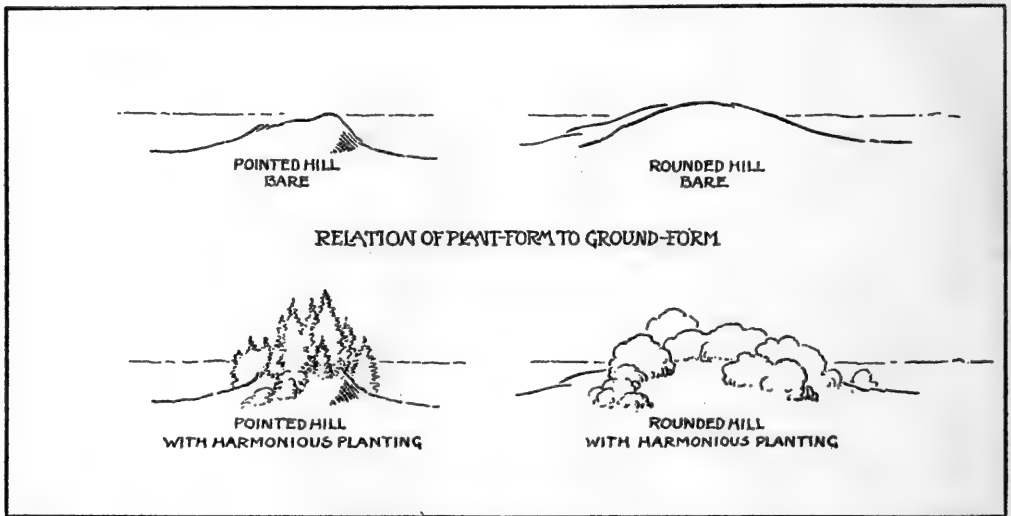 POINTED HILL
BARE
ROUNDED HILL
BARE
RELATION OF PLANT-FORM TO GROUND-FORM
POINTED HILL
WITH HARMONIOUS PLANTING
ROUNDED HILL
WITH HARMONIOUS PLANTING